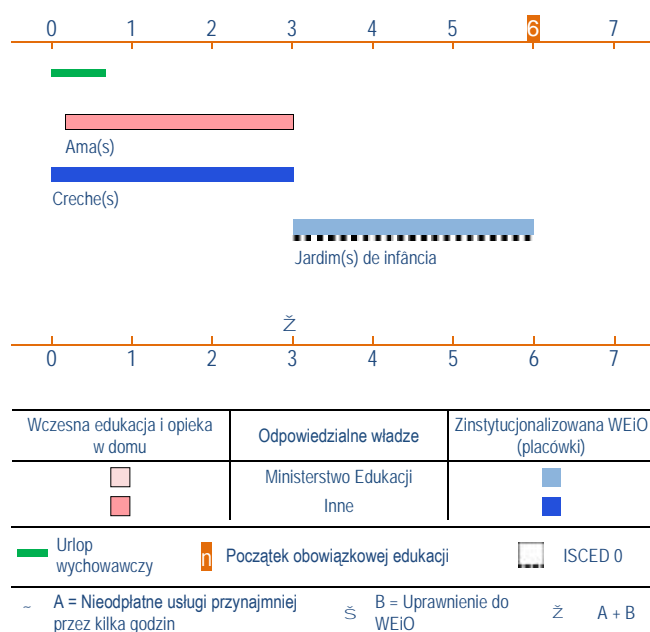 0 1 2 3 4 5 6 7
Ama(s)
Creche(s)
Jardim(s) de infância
Ž
0 1 2 3 4 5 6 7
Wczesna edukacja i opieka
w domu
Odpowiedzialne władze
Zinstytucjonalizowana WEiO
(placówki)
Ministerstwo Edukacji
Inne
Urlop
wychowawczy
n Początek obowiązkowej edukacji
ISCED 0
~ A = Nieodpłatne usługi przynajmniej
przez kilka godzin
Š B = Uprawnienie do
WEiO
Ž A + B